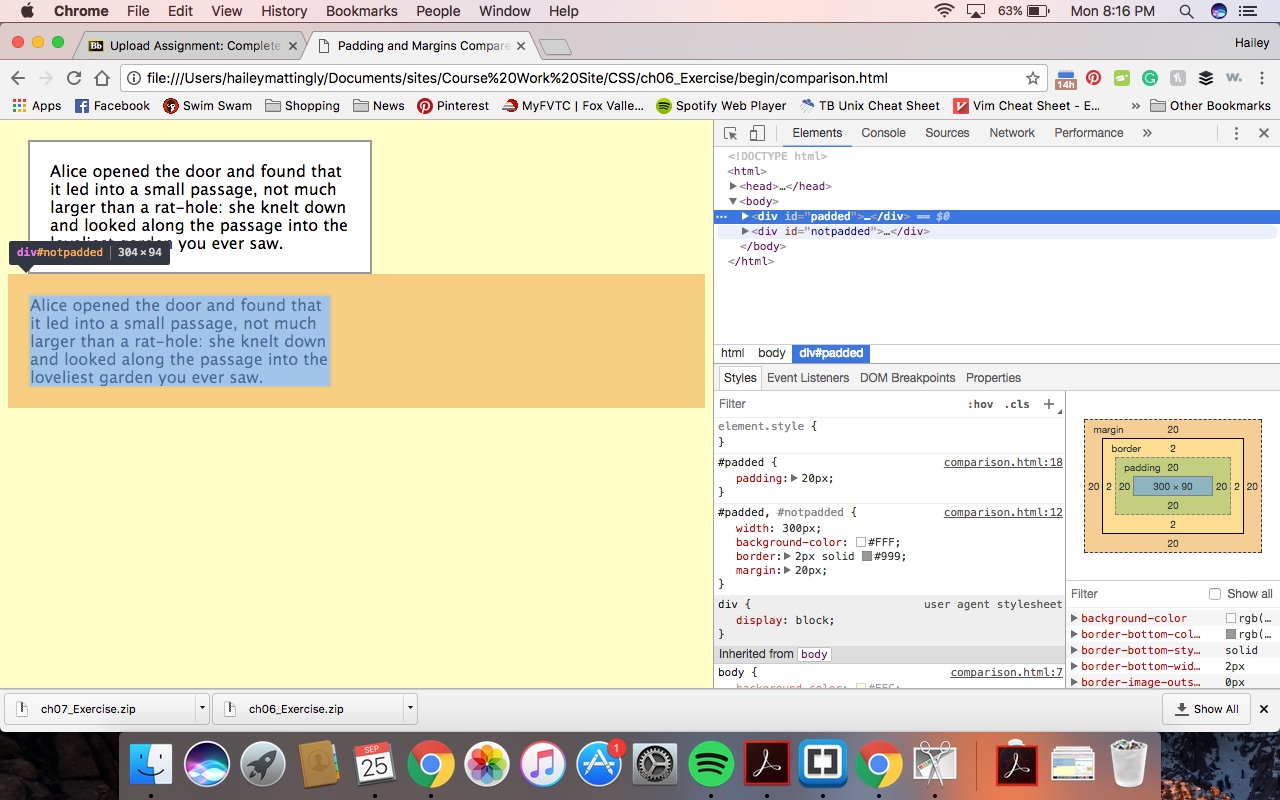 Chrome File Edit View History Bookmarks People Window Help 63% Mon 8:16 PM
Bb Upload Assignment: Complete Padding and Margins Compare Hailey
file:///Users/haileymattingly/Documents/sites/Course%20Work%20Site/CSS/ch06_Exercise/begin/comparison.html 14h w.
Apps Facebook Swim Swam Shopping News Pinterest MyFVTC | Fox Valle... Spotify Web Player TB Unix Cheat Sheet Vim Cheat Sheet - E... » Other Bookmarks
Alice opened the door and found that
it led into a small passage, not much
larger than a rat-hole: she knelt down
and looked along the passage into the
loveliest garden you ever saw.
div#notpadded | 304 × 94
Alice opened the door and found that
it led into a small passage, not much
larger than a rat-hole: she knelt down
and looked along the passage into the
loveliest garden you ever saw.
Elements Console Sources Network Performance »
<!DOCTYPE html>
<html>
<head>…</head>
<body>
<div id="padded">…</div> == $0
<div id="notpadded">…</div>
</body>
</html>
html body div#padded
Styles Event Listeners DOM Breakpoints Properties
Filter :hov .cls +
element.style {
}
#padded { comparison.html:18
padding: 20px;
}
#padded, #notpadded { comparison.html:12
width: 300px;
background-color: #FFF;
border: 2px solid #999;
margin: 20px;
}
div { user agent stylesheet
display: block;
}
Inherited from body
body { comparison.html:7
background-color: #FFC;
margin 20
border 2
padding 20
20 2 20 300 × 90 20 2 20
20
2
20
Filter Show all
background-color rgb(…
border-bottom-col… rgb(…
border-bottom-sty… solid
border-bottom-wid… 2px
border-image-outs… 0px
ch07_Exercise.zip ch06_Exercise.zip Show All
SEP
25
1